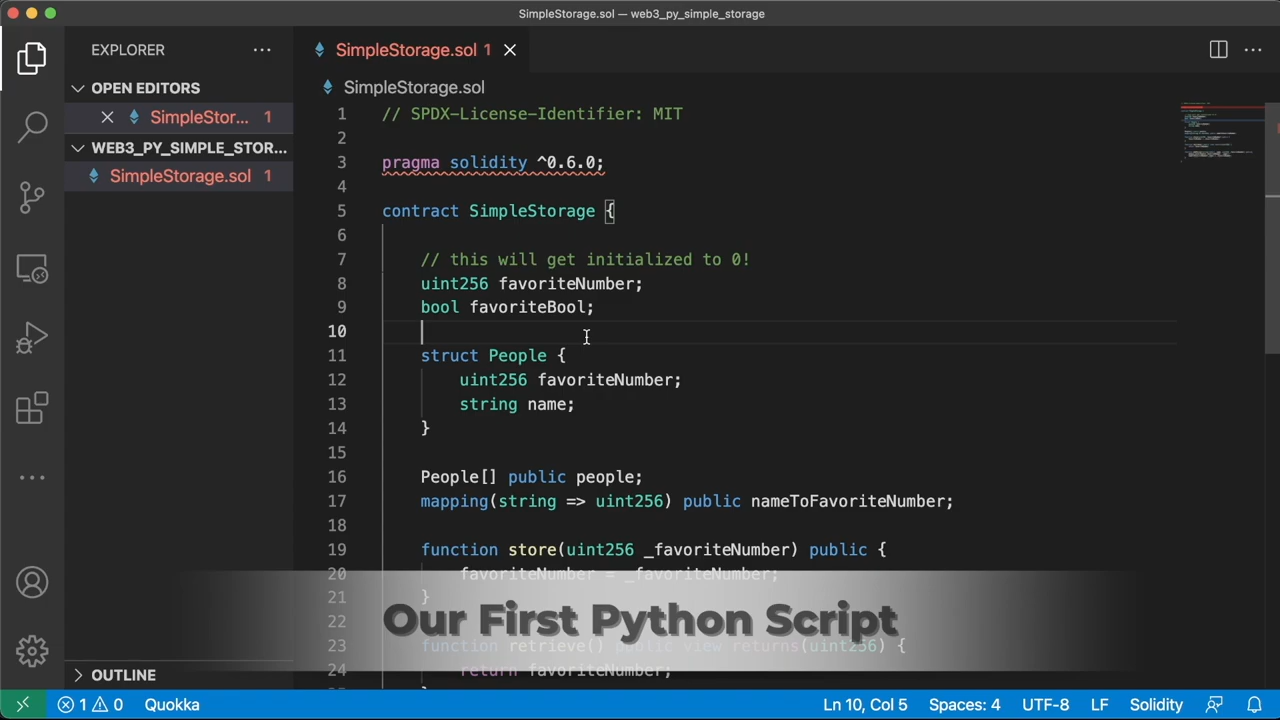 SimpleStorage.sol — web3_py_simple_storage
EXPLORER
OPEN EDITORS
SimpleStor... 1
WEB3_PY_SIMPLE_STOR...
SimpleStorage.sol 1
OUTLINE
SimpleStorage.sol 1
SimpleStorage.sol
1 // SPDX-License-Identifier: MIT
2
3 pragma solidity ^0.6.0;
4
5 contract SimpleStorage {
6
7 // this will get initialized to 0!
8 uint256 favoriteNumber;
9 bool favoriteBool;
10
11 struct People {
12 uint256 favoriteNumber;
13 string name;
14 }
15
16 People[] public people;
17 mapping(string => uint256) public nameToFavoriteNumber;
18
19 function store(uint256 _favoriteNumber) public {
20 favoriteNumber = _favoriteNumber;
21 }
22
Our First Python Script
23 function retrieve() public view returns(uint256) {
24 return favoriteNumber;
1 0 Quokka Ln 10, Col 5 Spaces: 4 UTF-8 LF Solidity